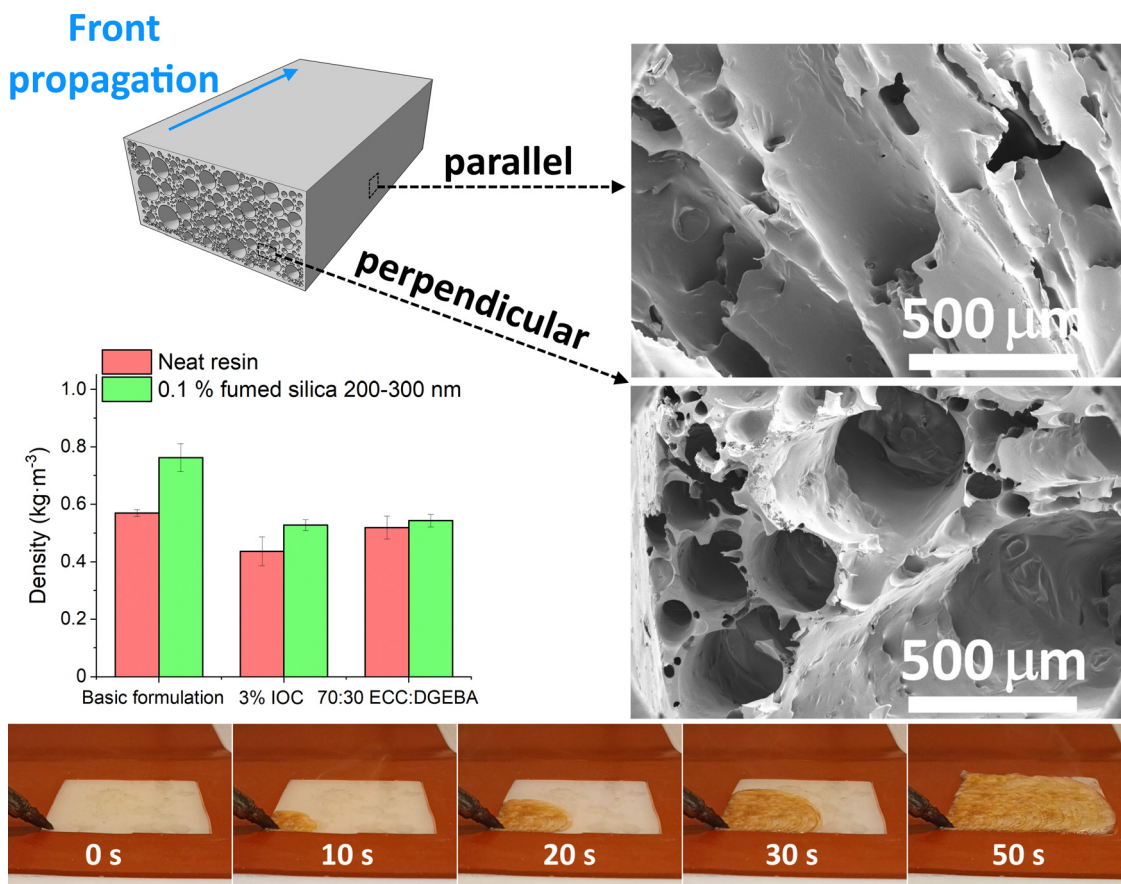 Front
propagation
parallel
perpendicular
500 µm
Neat resin
0.1 % fumed silica 200-300 nm
Density (kg·m⁻³)
1.0
0.8
0.6
0.4
0.2
0
Basic formulation
3% IOC
70:30 ECC:DGEBA
500 µm
0 s
10 s
20 s
30 s
50 s